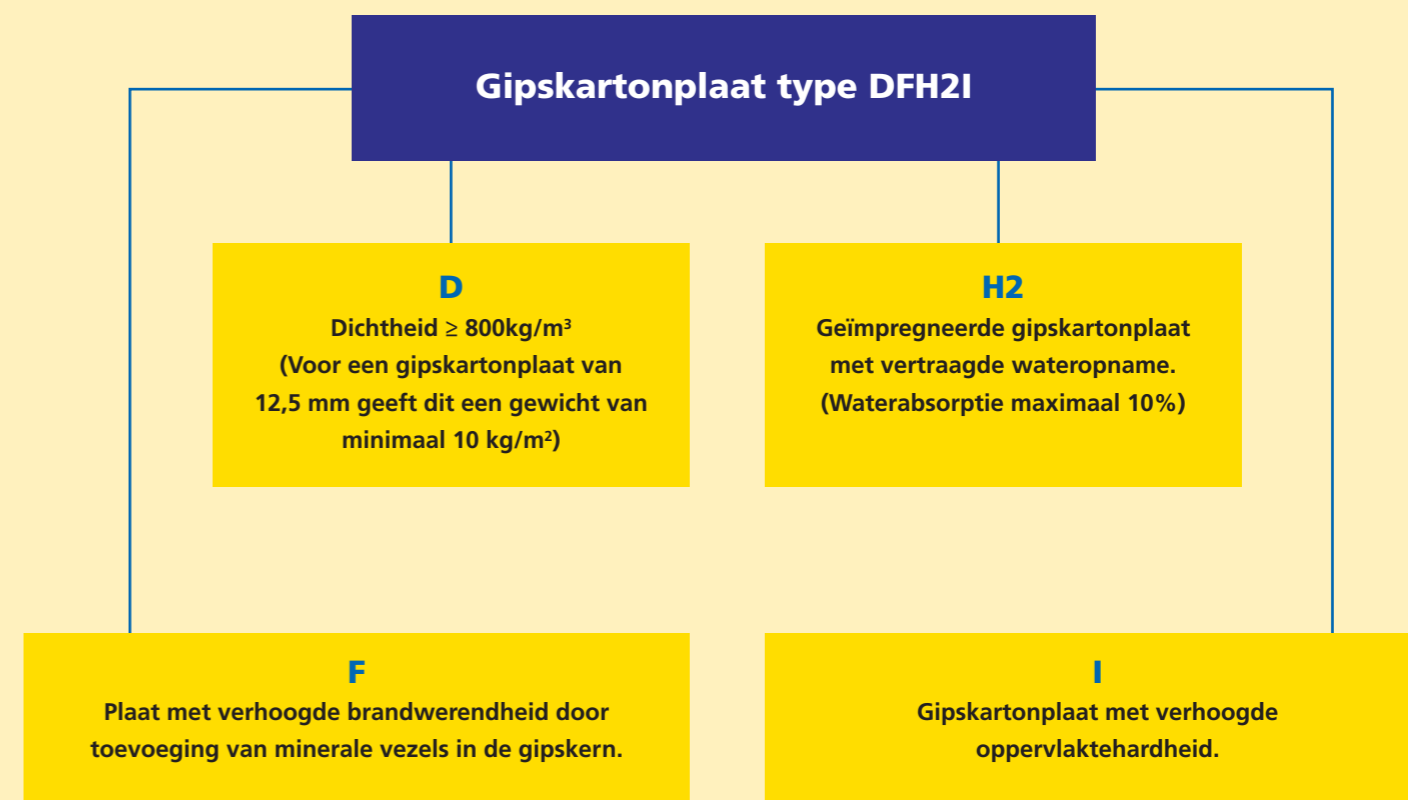 Gipskartonplaat type DFH2I
D
Dichtheid ≥ 800kg/m³
(Voor een gipskartonplaat van
12,5 mm geeft dit een gewicht van
minimaal 10 kg/m²)
H2
Geïmpregneerde gipskartonplaat
met vertraagde wateropname.
(Waterabsorptie maximaal 10%)
F
Plaat met verhoogde brandwerendheid door
toevoeging van minerale vezels in de gipskern.
I
Gipskartonplaat met verhoogde
oppervlaktehardheid.